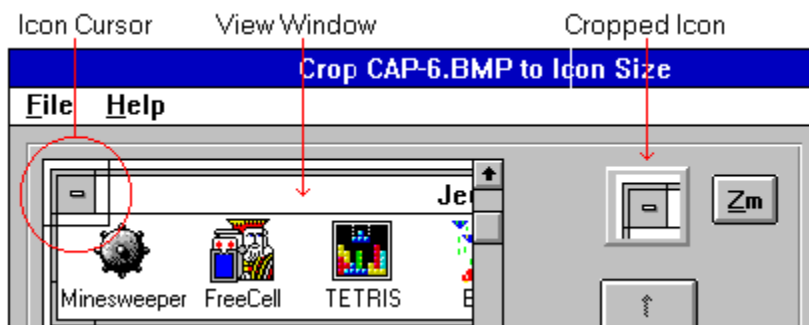 Icon Cursor View Window Cropped Icon
Crop CAP-6.BMP to Icon Size
File Help
Zm
Minesweeper FreeCell TETRIS